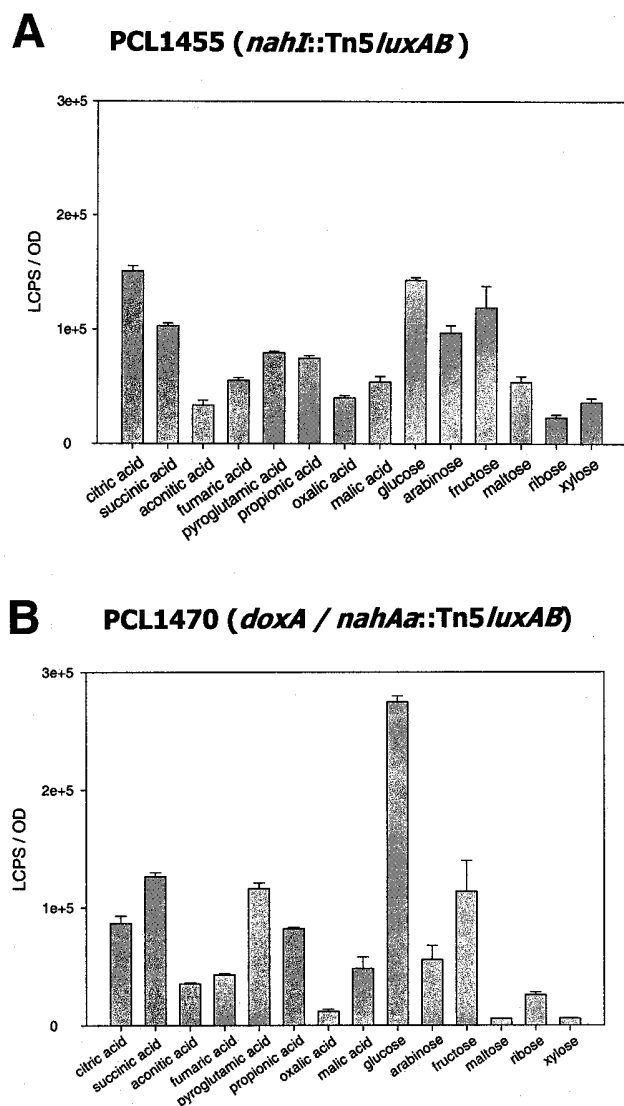 A
PCL1455 (nahI::Tn5luxAB )
3e+5
2e+5
1e+5
0
LCPS / OD
citric acid
succinic acid
aconitic acid
fumaric acid
pyroglutamic acid
propionic acid
oxalic acid
malic acid
glucose
arabinose
fructose
maltose
ribose
xylose
B
PCL1470 (doxA / nahAa::Tn5luxAB)
3e+5
2e+5
1e+5
0
LCPS / OD
citric acid
succinic acid
aconitic acid
fumaric acid
pyroglutamic acid
propionic acid
oxalic acid
malic acid
glucose
arabinose
fructose
maltose
ribose
xylose